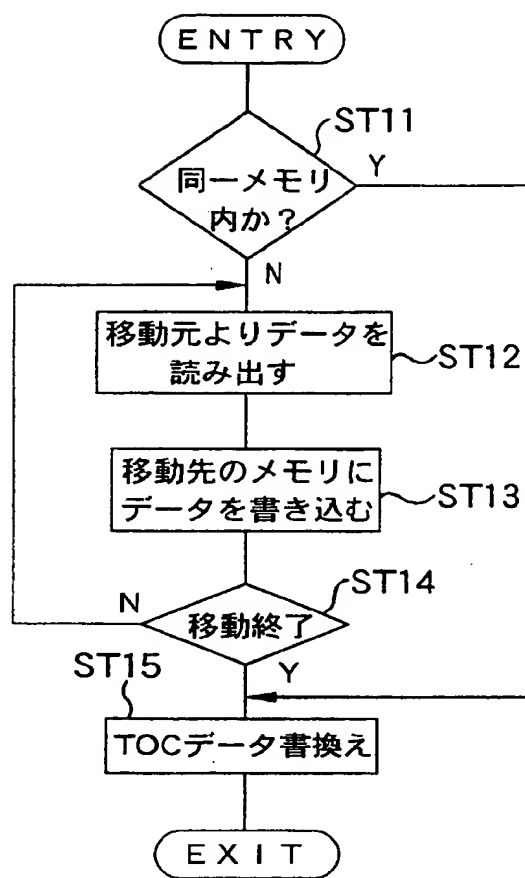 ENTRY
ST11
同一メモリ
内か?
Y
N
移動元よりデータを
読み出す
ST12
移動先のメモリに
データを書き込む
ST13
ST14
N
移動終了
Y
ST15
TOCデータ書換え
EXIT